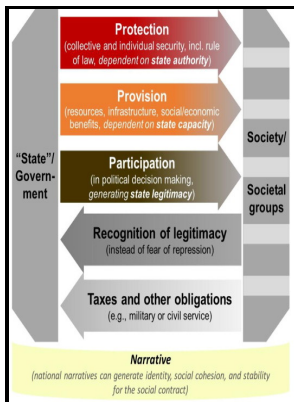 Protection
(collective and individual security, incl. rule
of law, dependent on state authority)
Provision
(resources, infrastructure, social/economic
benefits, dependent on state capacity)
“State”/
Govern-
ment
Participation
(in political decision making,
generating state legitimacy)
Society/
Societal
groups
Recognition of legitimacy
(instead of fear of repression)
Taxes and other obligations
(e.g., military or civil service)
Narrative
(national narratives can generate identity, social cohesion, and stability
for the social contract)